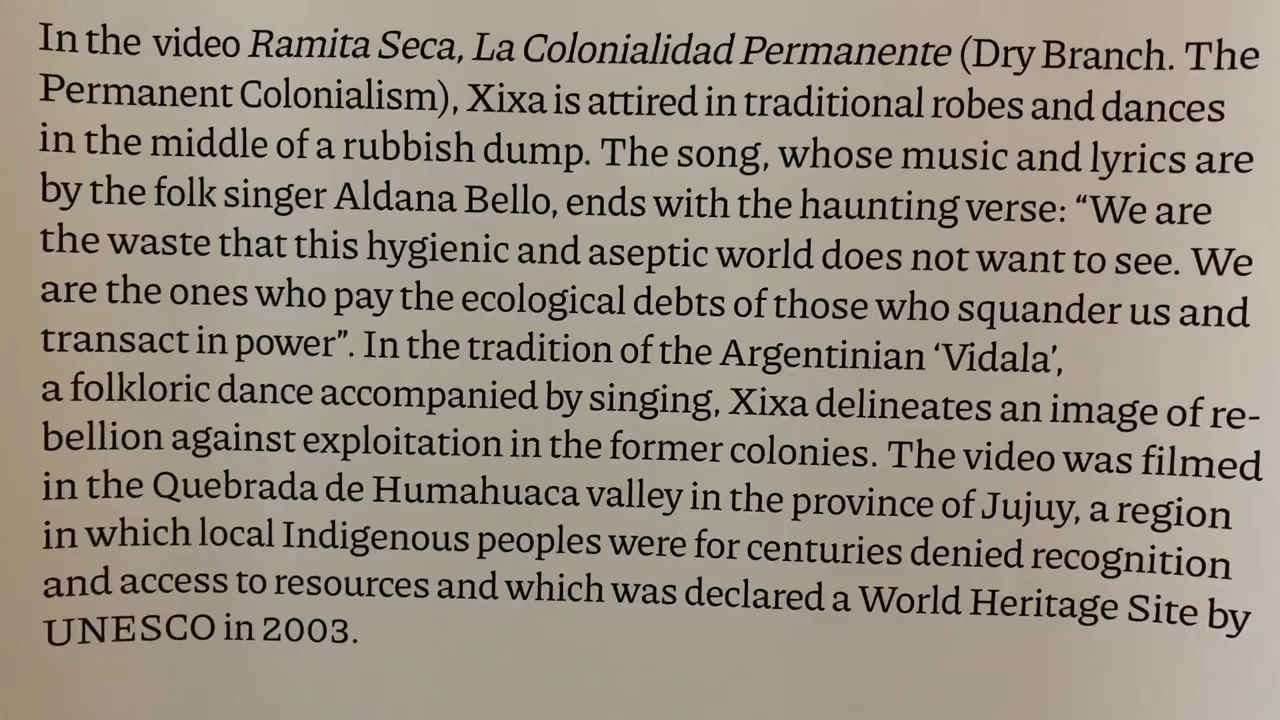 In the video Ramita Seca, La Colonialidad Permanente (Dry Branch. The
Permanent Colonialism), Xixa is attired in traditional robes and dances
in the middle of a rubbish dump. The song, whose music and lyrics are
by the folk singer Aldana Bello, ends with the haunting verse: “We are
the waste that this hygienic and aseptic world does not want to see. We
are the ones who pay the ecological debts of those who squander us and
transact in power”. In the tradition of the Argentinian ‘Vidala’,
a folkloric dance accompanied by singing, Xixa delineates an image of re-
bellion against exploitation in the former colonies. The video was filmed
in the Quebrada de Humahuaca valley in the province of Jujuy, a region
in which local Indigenous peoples were for centuries denied recognition
and access to resources and which was declared a World Heritage Site by
UNESCO in 2003.